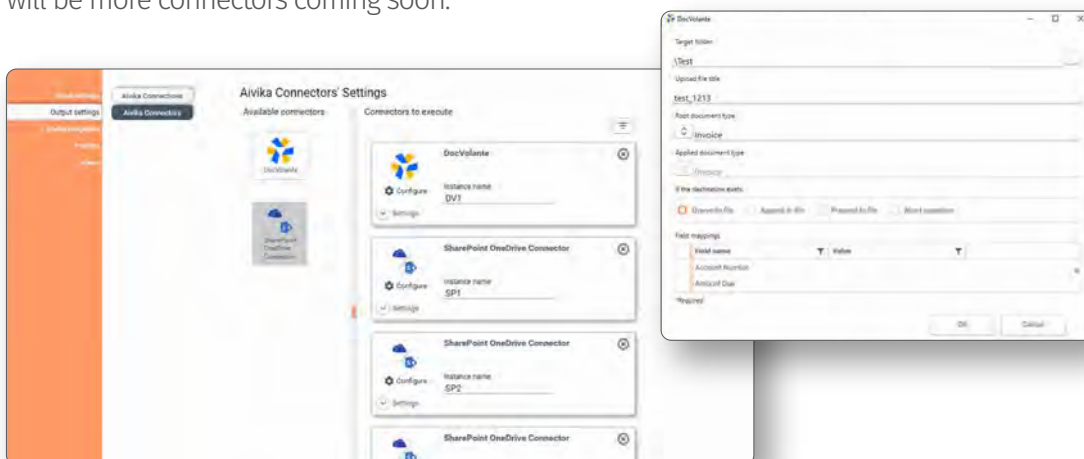 will be more connectors coming soon.
Output settings
Aivika Connections
Aivika Connectors
Aivika Connectors' Settings
Available connectors
Connectors to execute
DocVolante
SharePoint
OneDrive
Connector
DocVolante
Configure
Instance name
DV1
Settings
SharePoint OneDrive Connector
Configure
Instance name
SP1
Settings
SharePoint OneDrive Connector
Configure
Instance name
SP2
Settings
SharePoint OneDrive Connector
DocVolante
Target folder
\Test
Upload file title
test_1213
Root document type
Invoice
Applied document type
Invoice
If the destination exists
Overwrite file
Append to file
Prepend to file
Abort operation
Field mappings
Field name
Value
Account Number
Amount Due
*Required
OK
Cancel